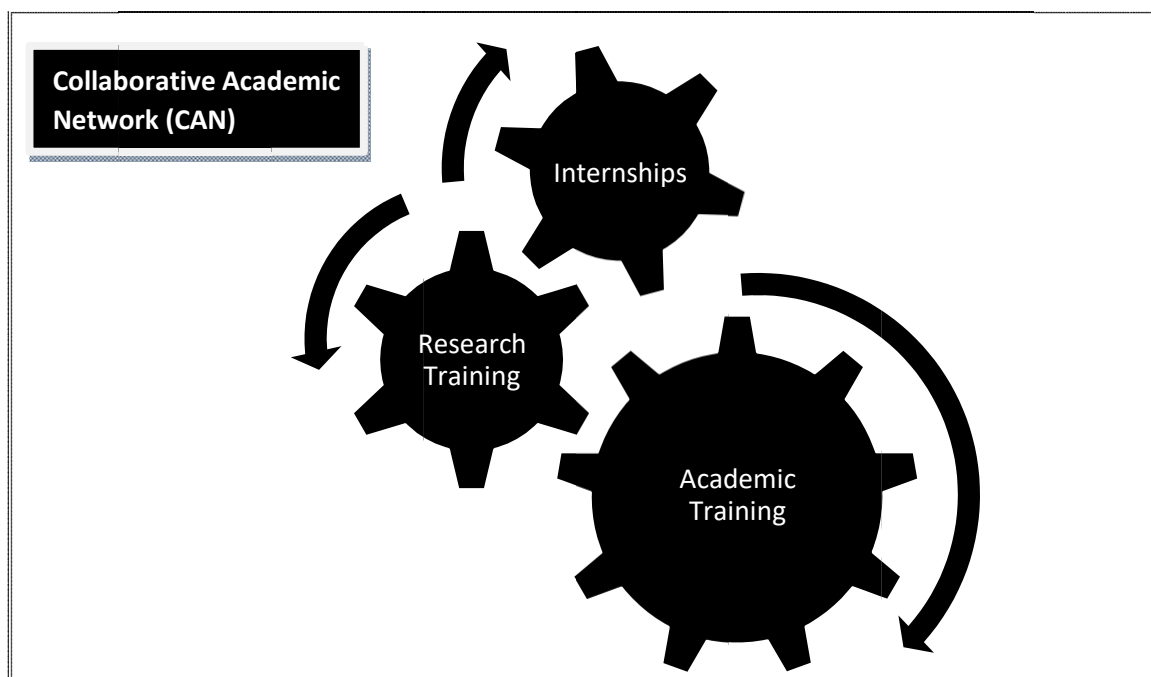 Collaborative Academic
Network (CAN)
Internships
Research
Training
Academic
Training